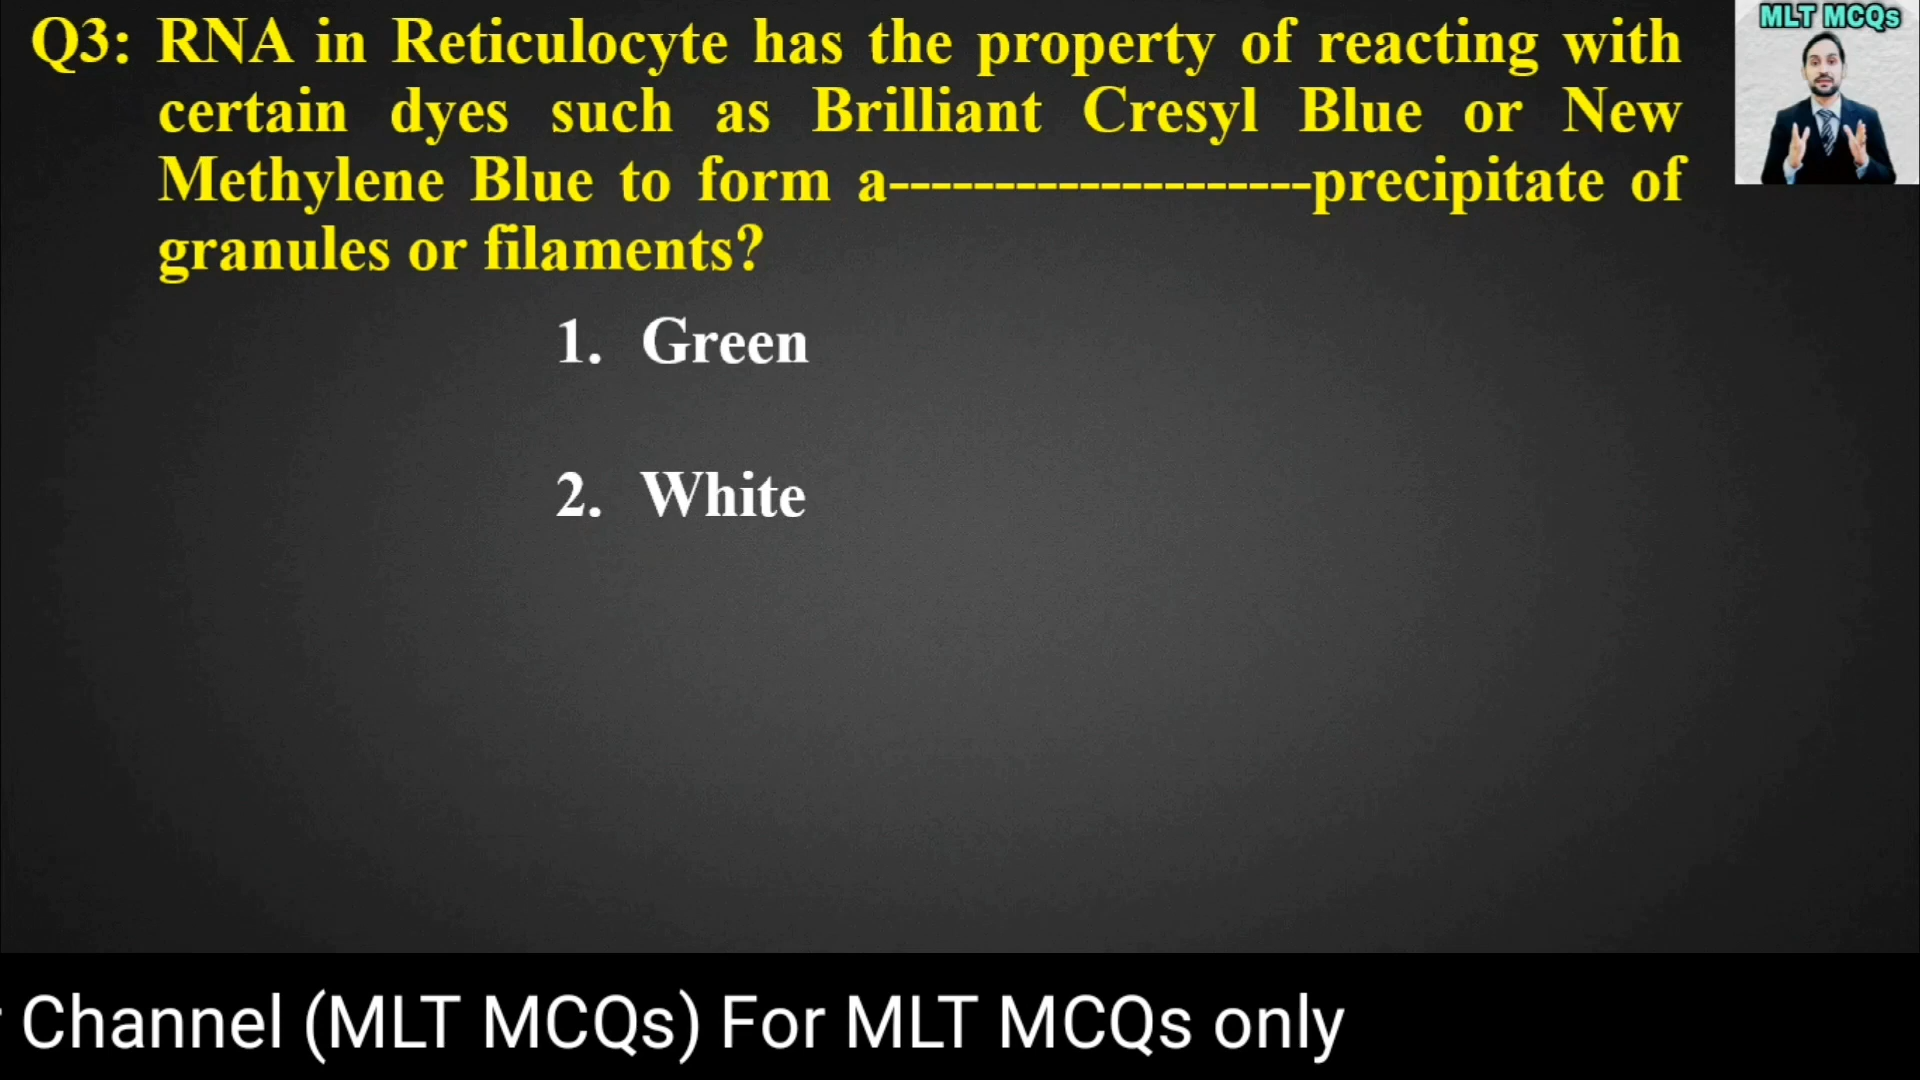 MLT MCQs
Q3: RNA in Reticulocyte has the property of reacting with
certain dyes such as Brilliant Cresyl Blue or New
Methylene Blue to form a--------------------precipitate of
granules or filaments?
1. Green
2. White
Channel (MLT MCQs) For MLT MCQs only